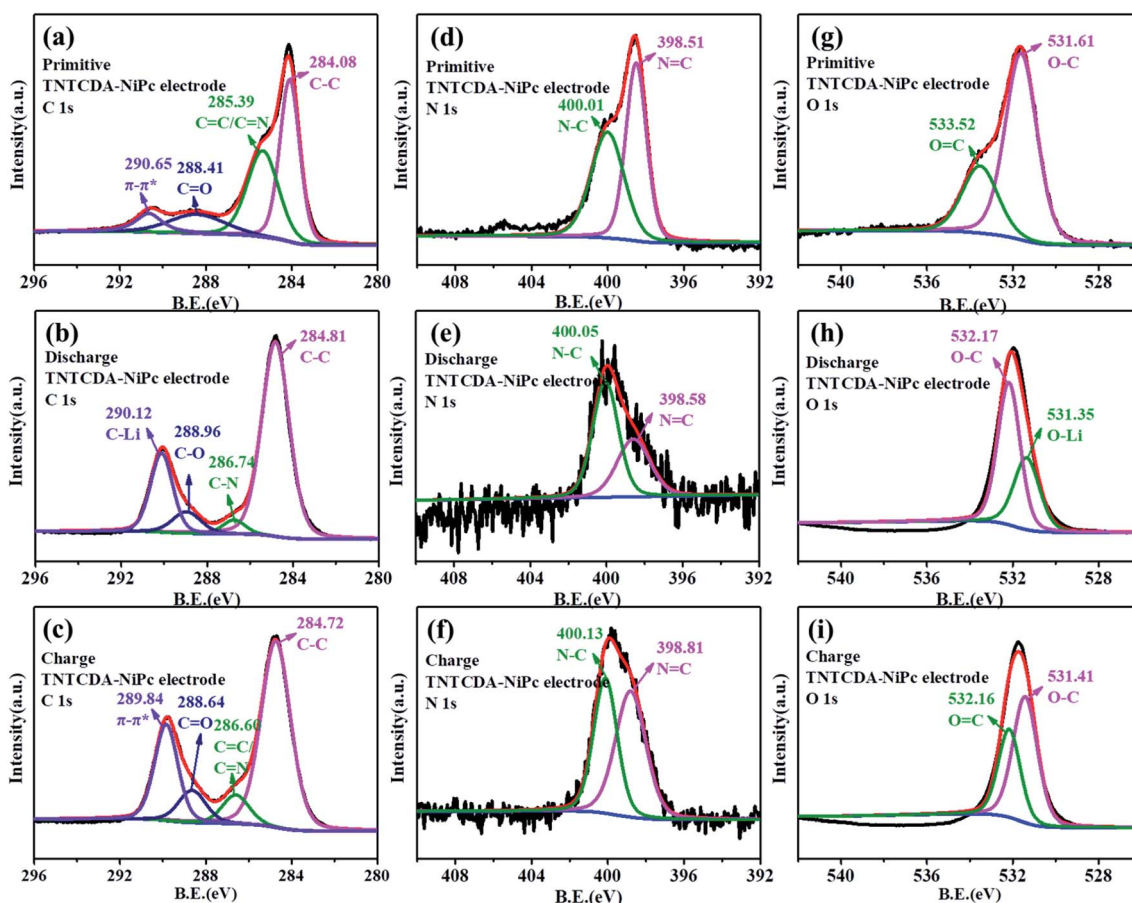 (a)
Primitive
TNTCDA-NiPc electrode
C 1s
284.08
C-C
285.39
C=C/C=N
290.65
π-π*
288.41
C=O
Intensity(a.u.)
296 292 288 284 280
B.E.(eV)
(d)
Primitive
TNTCDA-NiPc electrode
N 1s
398.51
N=C
400.01
N-C
Intensity(a.u.)
408 404 400 396 392
B.E.(eV)
(g)
Primitive
TNTCDA-NiPc electrode
O 1s
531.61
O-C
533.52
O=C
Intensity(a.u.)
540 536 532 528
B.E.(eV)
(b)
Discharge
TNTCDA-NiPc electrode
C 1s
284.81
C-C
290.12
C-Li
288.96
C-O
286.74
C-N
Intensity(a.u.)
296 292 288 284 280
B.E.(eV)
(e)
Discharge
TNTCDA-NiPc electrode
N 1s
400.05
N-C
398.58
N=C
Intensity(a.u.)
408 404 400 396 392
B.E.(eV)
(h)
Discharge
TNTCDA-NiPc electrode
O 1s
532.17
O-C
531.35
O-Li
Intensity(a.u.)
540 536 532 528
B.E.(eV)
(c)
Charge
TNTCDA-NiPc electrode
C 1s
284.72
C-C
289.84
π-π*
288.64
C=O
286.60
C=C/
C=N
Intensity(a.u.)
296 292 288 284 280
B.E.(eV)
(f)
Charge
TNTCDA-NiPc electrode
N 1s
400.13
N-C
398.81
N=C
Intensity(a.u.)
408 404 400 396 392
B.E.(eV)
(i)
Charge
TNTCDA-NiPc electrode
O 1s
531.41
O-C
532.16
O=C
Intensity(a.u.)
540 536 532 528
B.E.(eV)